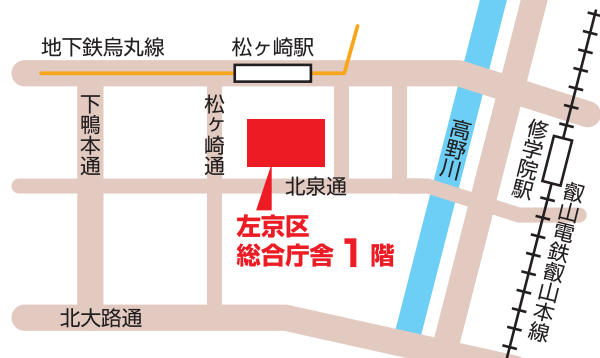 地下鉄烏丸線
松ヶ崎駅
下鴨本通
松ヶ崎通
高野川
修学院駅
叡山電鉄叡山本線
北泉通
左京区
総合庁舎 1 階
北大路通